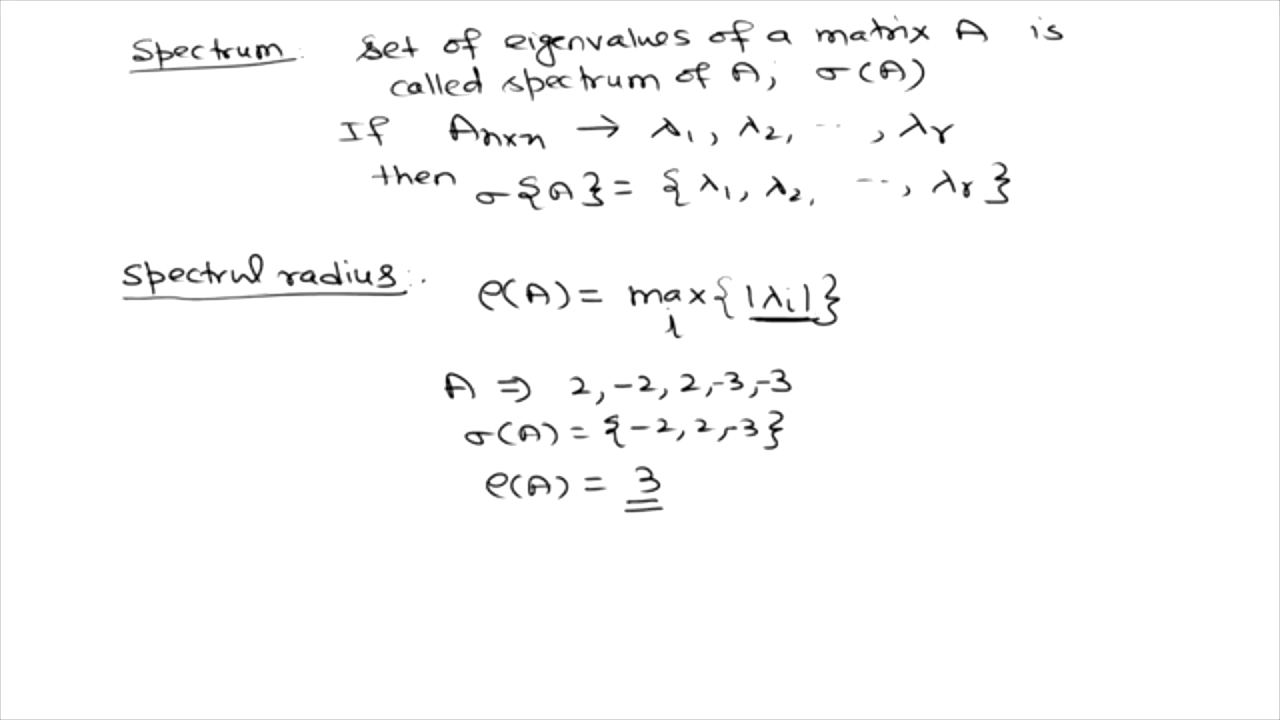 Spectrum: set of eigenvalues of a matrix A is
called spectrum of A, σ(A)
If Aₙₓₙ → λ₁, λ₂, ..., λᵣ
then σ{A} = {λ₁, λ₂, ..., λᵣ}
Spectrul radius:. ρ(A) = max{|λᵢ|}
i
A ⇒ 2, -2, 2, -3, -3
σ(A) = {-2, 2, -3}
ρ(A) = 3